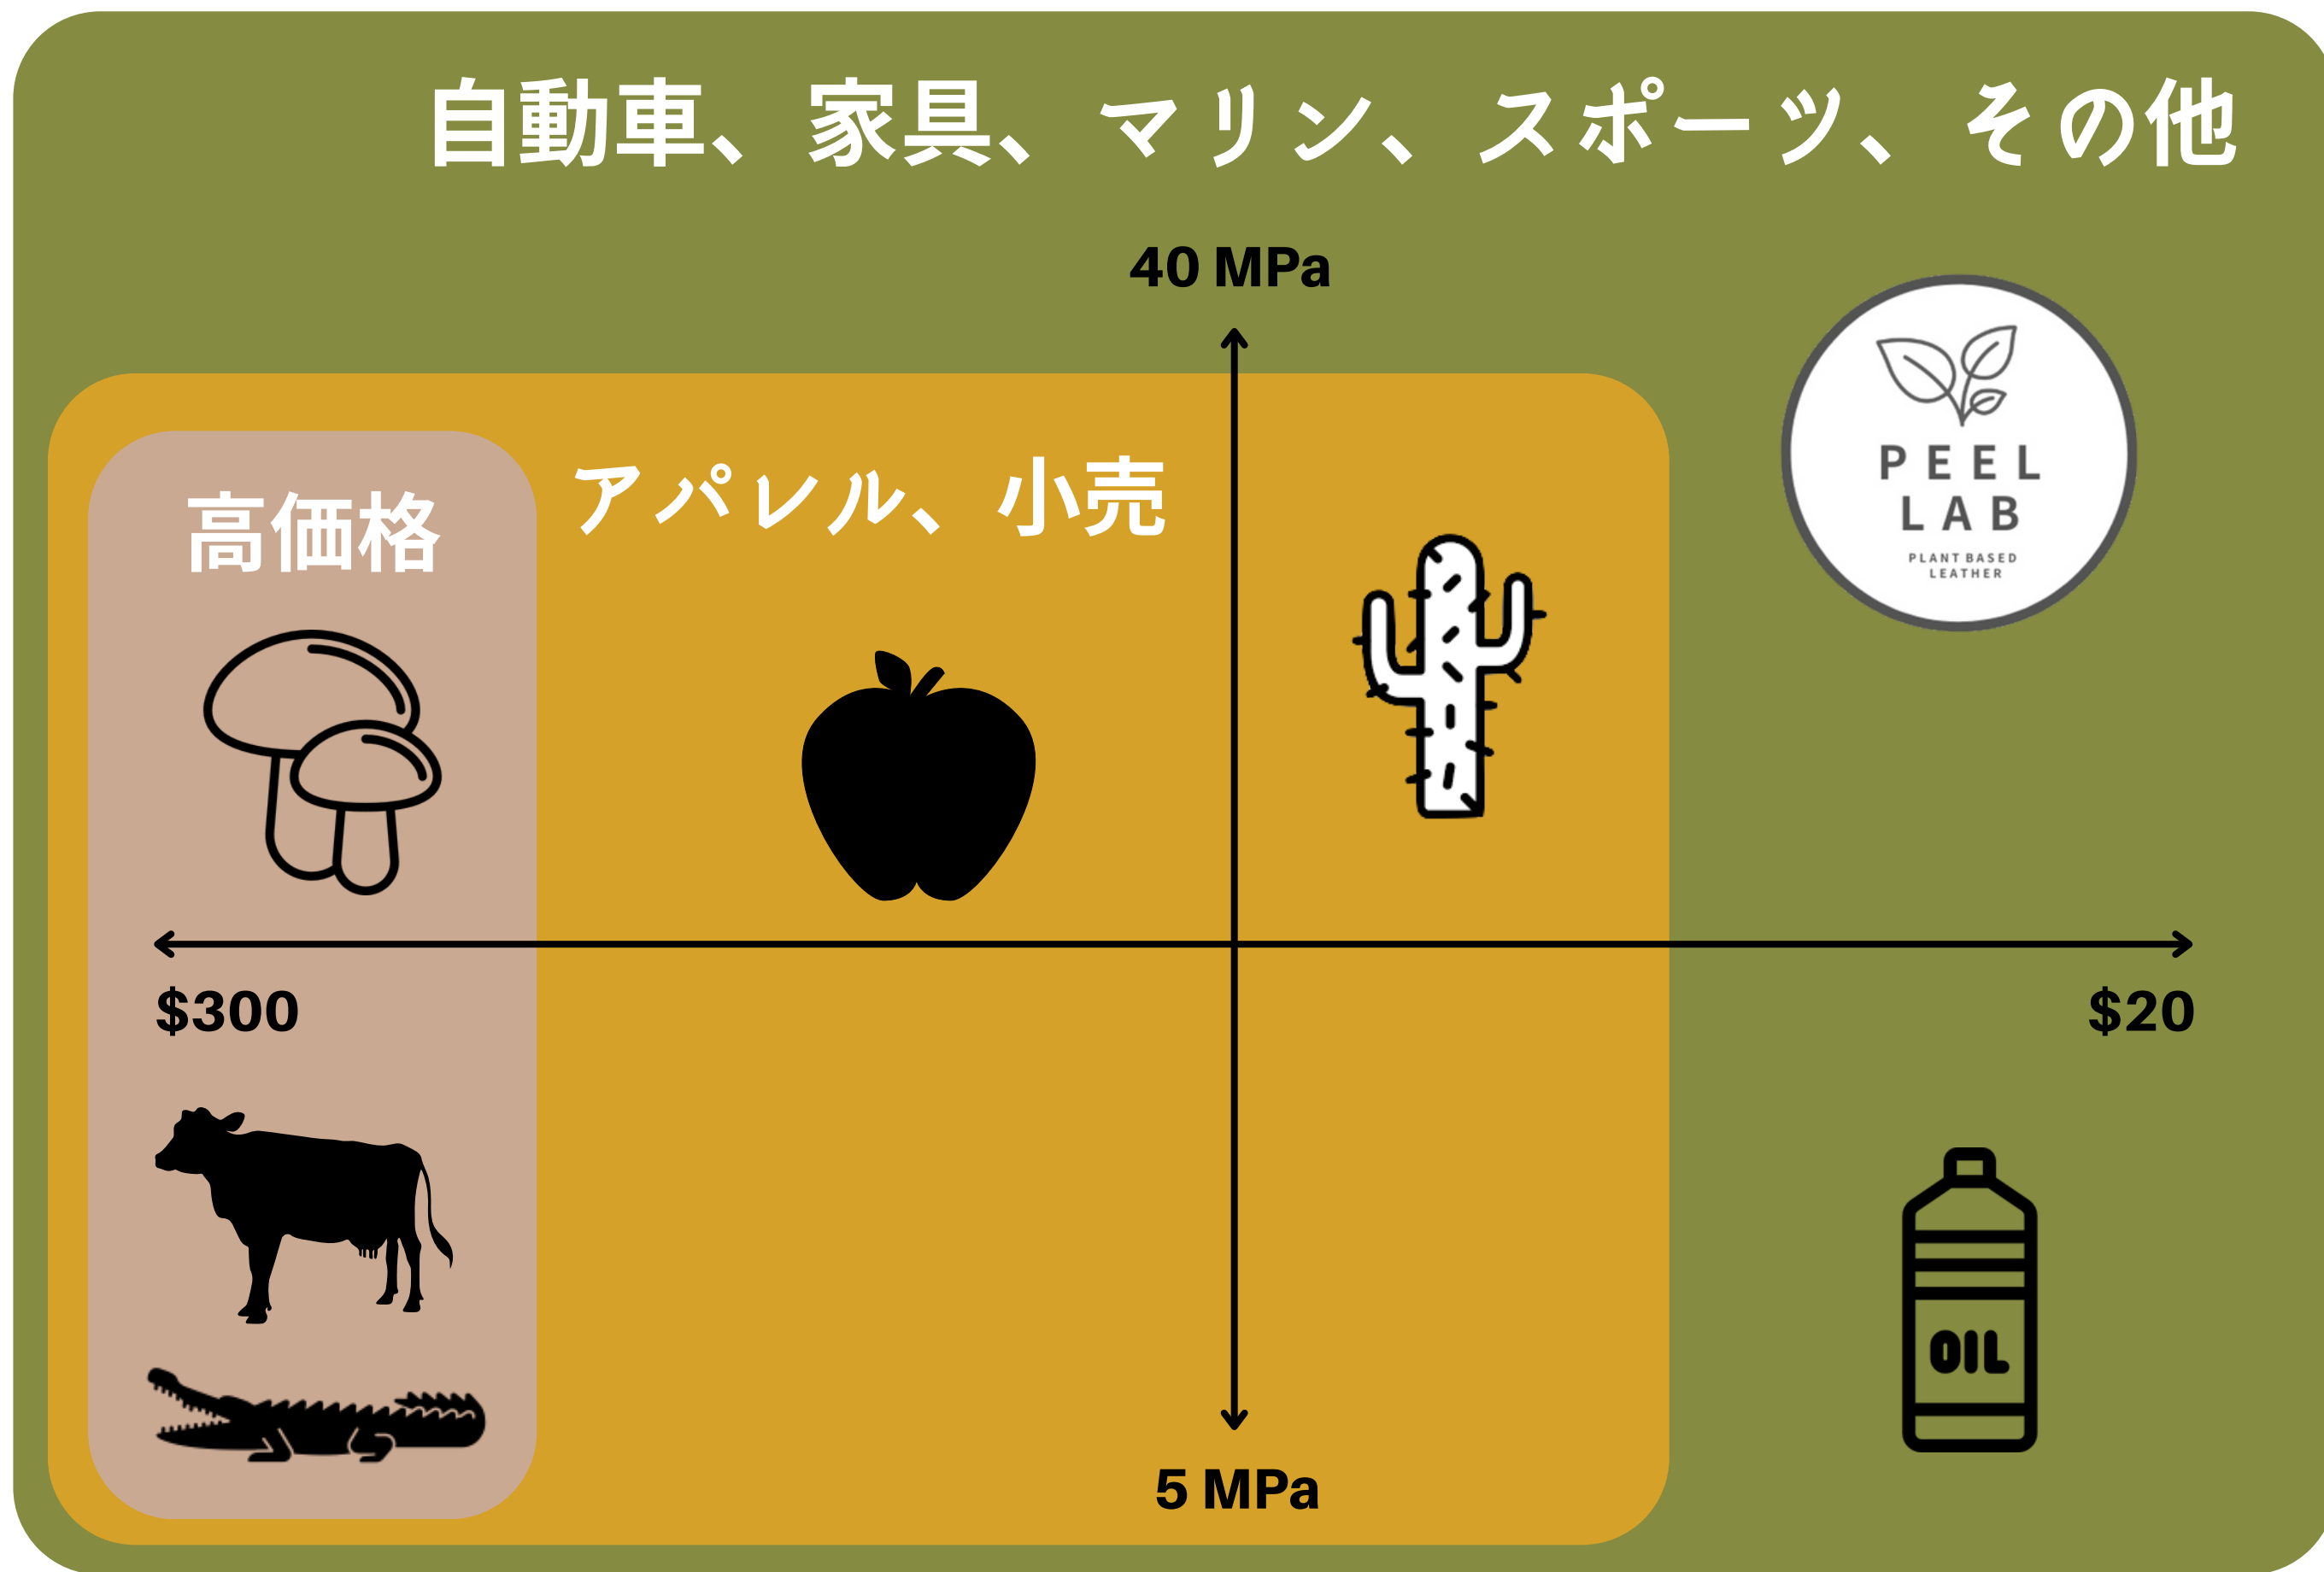 自動車、家具、マリン、スポーツ、その他
40 MPa
PEEL
LAB
PLANT BASED
LEATHER
アパレル、小売
高価格
$300
$20
OIL
5 MPa